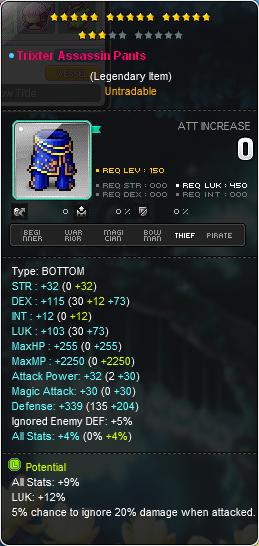 Trixter Assassin Pants
(Legendary Item)
Untradable
ATT INCREASE
0
REQ LEV : 150
REQ STR : 000 REQ LUK : 450
REQ DEX : 000 REQ INT : 000
0 0 % 0 %
BEGINNER WARRIOR MAGICIAN BOWMAN THIEF PIRATE
Type: BOTTOM
STR : +32 (0 +32)
DEX : +115 (30 +12 +73)
INT : +12 (0 +12)
LUK : +103 (30 +73)
MaxHP : +255 (0 +255)
MaxMP : +2250 (0 +2250)
Attack Power: +32 (2 +30)
Magic Attack: +30 (0 +30)
Defense: +339 (135 +204)
Ignored Enemy DEF: +5%
All Stats: +4% (0% +4%)
L Potential
All Stats: +9%
LUK: +12%
5% chance to ignore 20% damage when attacked.